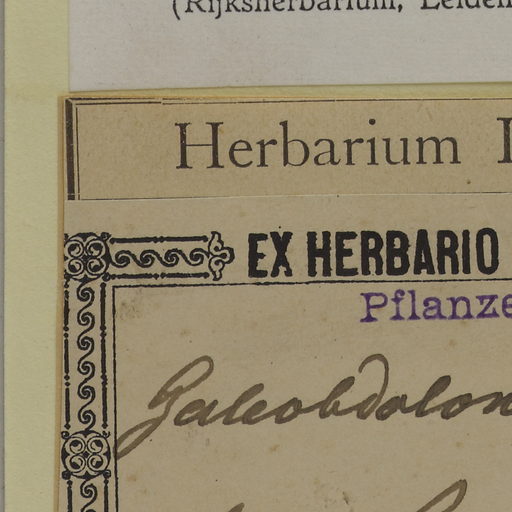 (Rijksherbarium, Leiden
Herbarium
EX HERBARIO
Pflanze
Galeobdolon